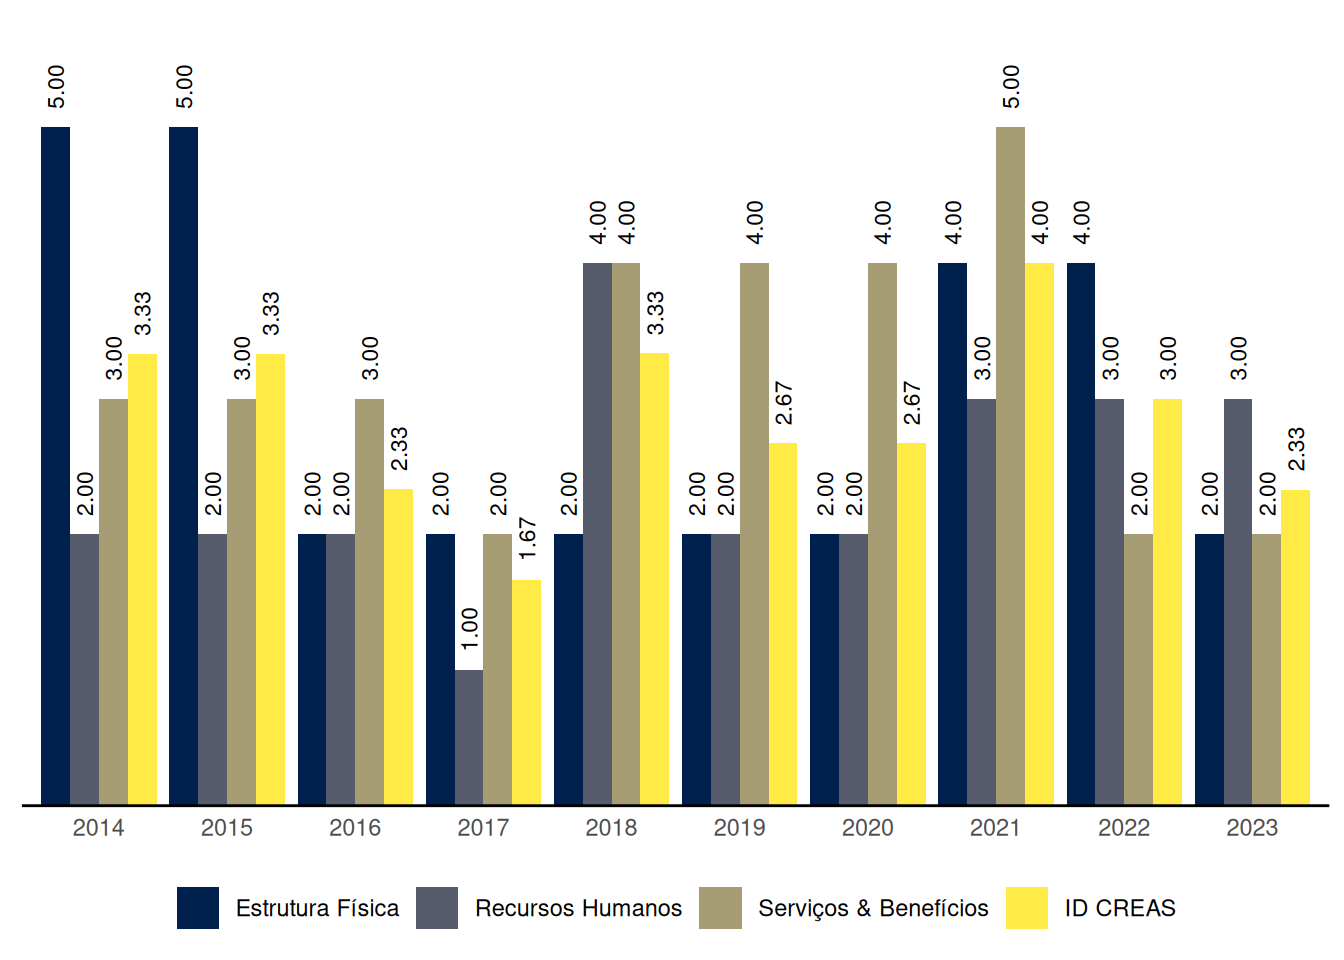 5.00 2.00 3.00 3.33 5.00 2.00 3.00 3.33 2.00 2.00 3.00 2.33 2.00 1.00 2.00 1.67 2.00 4.00 4.00 3.33 2.00 2.00 4.00 2.67 2.00 2.00 4.00 2.67 4.00 3.00 5.00 4.00 4.00 3.00 2.00 3.00 2.00 3.00 2.00 2.33
2014 2015 2016 2017 2018 2019 2020 2021 2022 2023
Estrutura Física Recursos Humanos Serviços & Benefícios ID CREAS